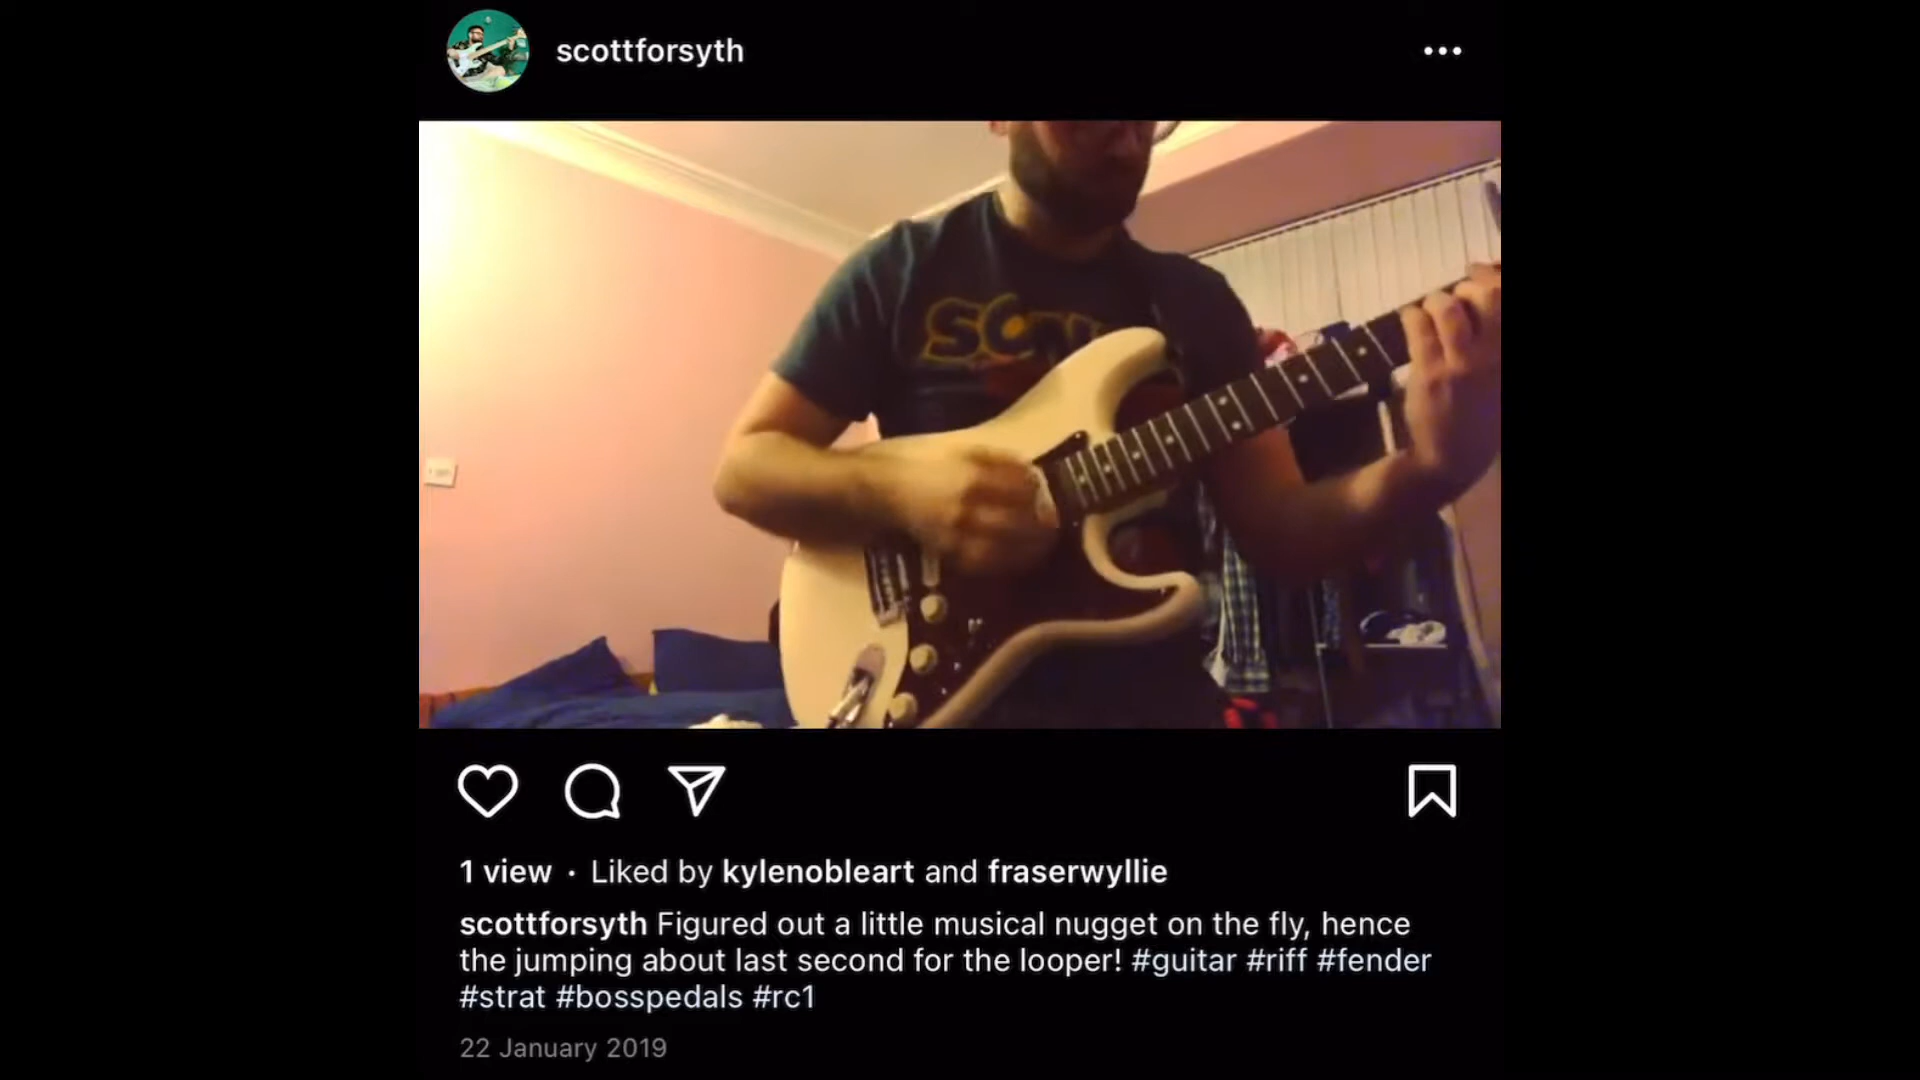 scottforsyth
SONI
1 view · Liked by kylenobleart and fraserwyllie
scottforsyth Figured out a little musical nugget on the fly, hence
the jumping about last second for the looper! #guitar #riff #fender
#strat #bosspedals #rc1
22 January 2019